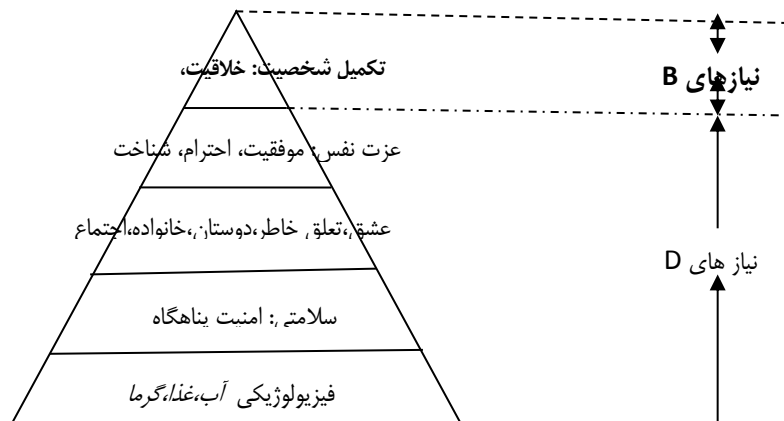 تکمیل شخصیت: خلاقیت،
نیازهای B
عزت نفس: موفقیت، احترام، شناخت
عشق،تعلق خاطر،دوستان،خانواده،اجتماع
نیاز های D
سلامتی: امنیت پناهگاه
فیزیولوژیکی آب،غذا،گرما